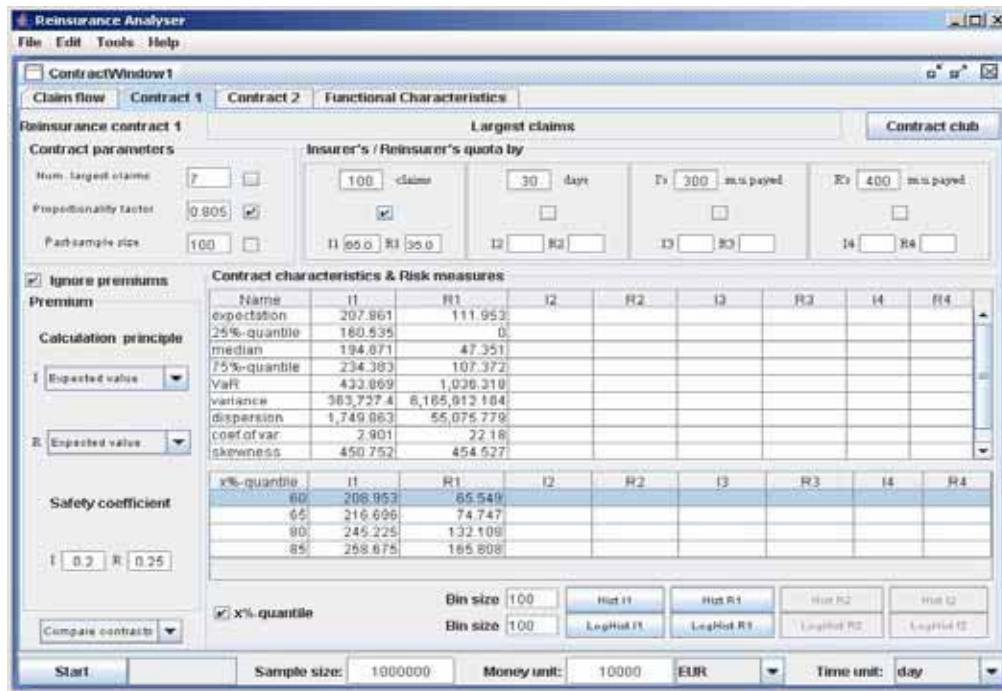 Reinsurance Analyser
File Edit Tools Help
ContractWindow1
Claim flow Contract 1 Contract 2 Functional Characteristics
Reinsurance contract 1 Largest claims Contract club
Contract parameters Insurer's / Reinsurer's quota by
Num. largest claims 7 100 claims 30 days I's 300 m.u.payed R's 400 m.u.payed
Proportionality factor 0.805
Past-sample size 100 I1 65.0 R1 35.0 I2 R2 I3 R3 I4 R4
Ignore premiums Contract characteristics & Risk measures
Premium Name I1 R1 I2 R2 I3 R3 I4 R4
expectation 207.861 111.953
25%-quantile 180.535 0
Calculation principle median 194.871 47.351
75%-quantile 234.383 107.372
I Expected value VaR 433.869
variance 363,727.4
dispersion 1,749.863 55,075.779
R Expected value coef.of var 2.901 22.18
skewness 450.752 454.527
x%-quantile I1 R1 I2 R2 I3 R3 I4 R4
60 208.953 65.549
Safety coefficient 65 216.696 74.747
80 245.225 132.109
85 258.675 165.808
I 0.2 R 0.25
Bin size 100 Hist I1 Hist R1 Hist R2 Hist I2
x% quantile
Compare contracts Bin size 100 LogHist I1 LogHist R1 LogHist R2 LogHist I2
Start Sample size: 1000000 Money unit: 10000 EUR Time unit: day